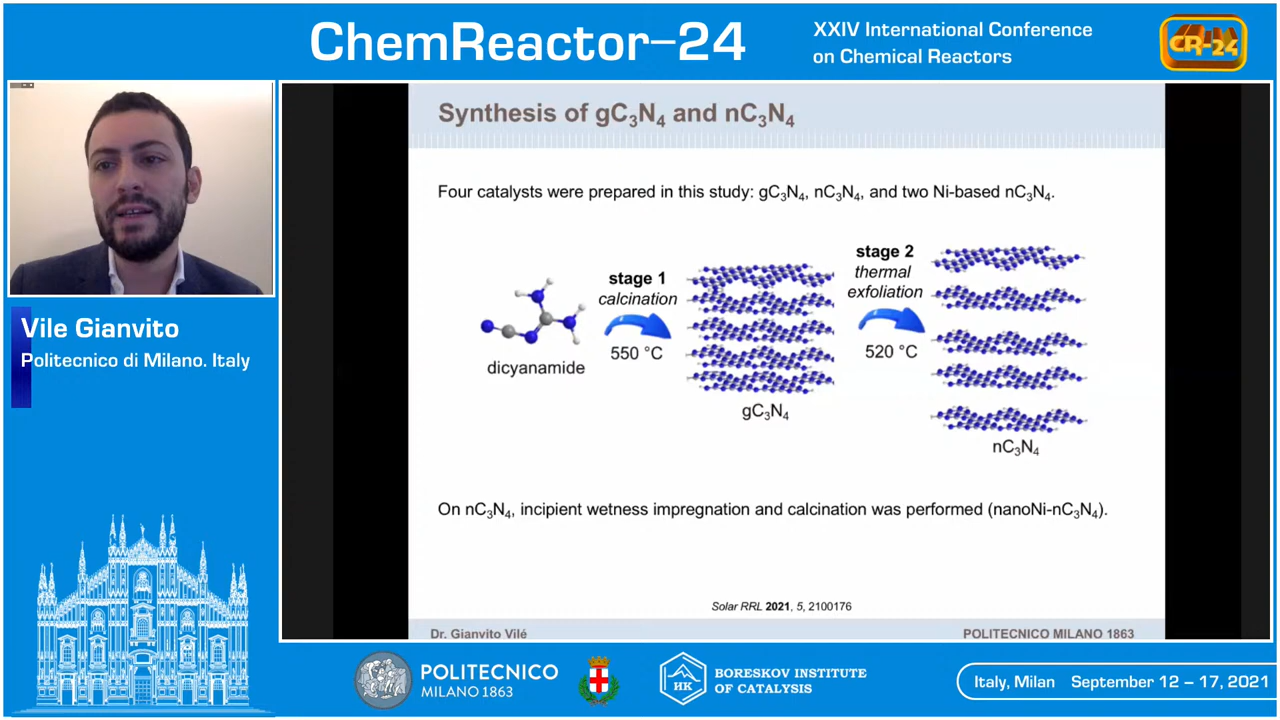 ChemReactor–24
XXIV International Conference
on Chemical Reactors
CR-24
Synthesis of gC₃N₄ and nC₃N₄
Four catalysts were prepared in this study: gC₃N₄, nC₃N₄, and two Ni-based nC₃N₄.
dicyanamide
stage 1
calcination
550 °C
gC₃N₄
stage 2
thermal
exfoliation
520 °C
nC₃N₄
On nC₃N₄, incipient wetness impregnation and calcination was performed (nanoNi-nC₃N₄).
Solar RRL 2021, 5, 2100176
Dr. Gianvito Vilé
POLITECNICO MILANO 1863
Vile Gianvito
Politecnico di Milano. Italy
POLITECNICO
MILANO 1863
НК
BORESKOV INSTITUTE
OF CATALYSIS
Italy, Milan September 12 – 17, 2021